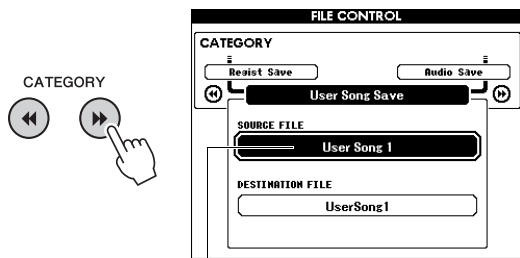 FILE CONTROL
CATEGORY
Regist Save
Audio Save
User Song Save
CATEGORY
SOURCE FILE
User Song 1
DESTINATION FILE
UserSong1